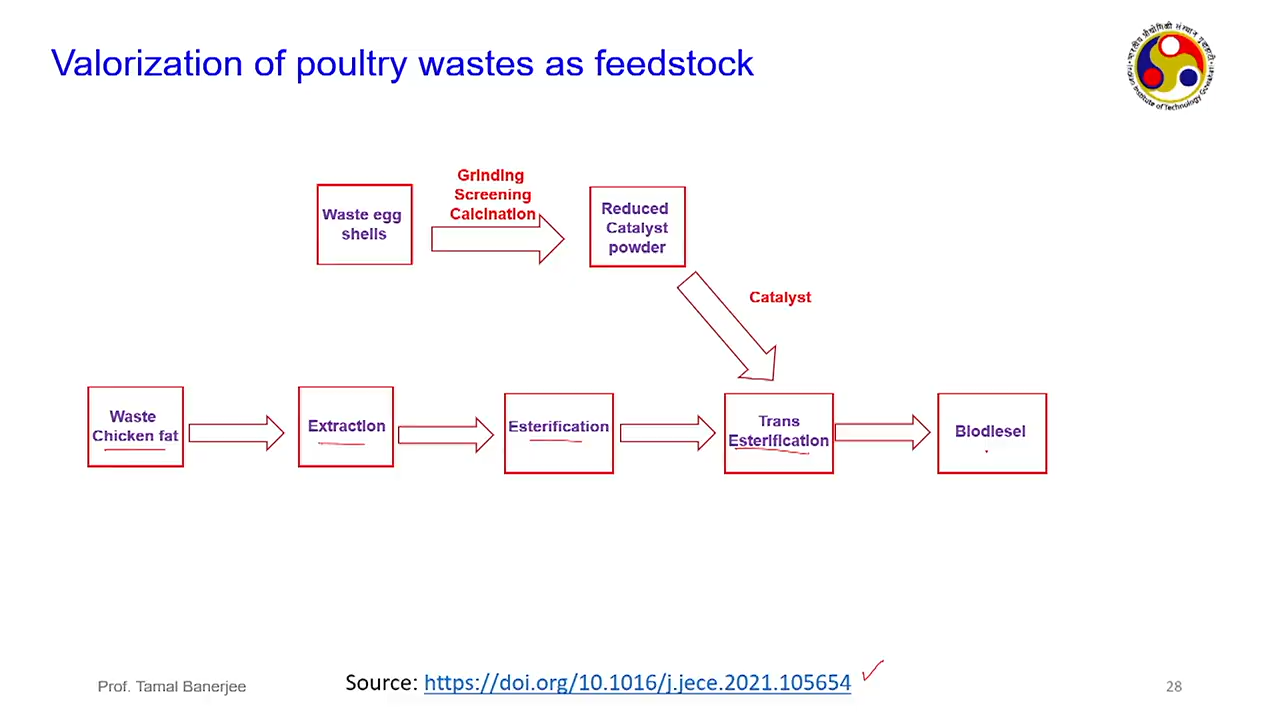 Valorization of poultry wastes as feedstock
Grinding
Screening
Calcination
Waste egg
shells
Reduced
Catalyst
powder
Catalyst
Waste
Chicken fat
Extraction
Esterification
Trans
Esterification
Biodiesel
Prof. Tamal Banerjee
Source: https://doi.org/10.1016/j.jece.2021.105654
28